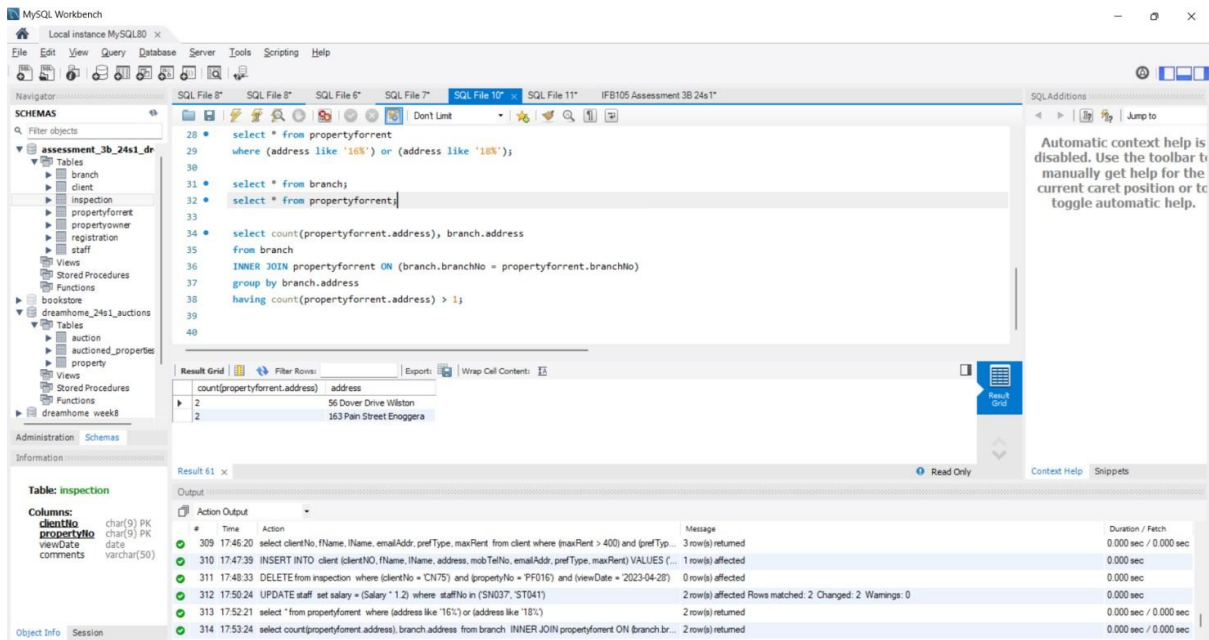 MySQL Workbench
Local instance MySQL80
File Edit View Query Database Server Tools Scripting Help
Navigator
SCHEMAS
Filter objects
assessment_3b_24s1_dr
Tables
branch
client
inspection
propertyforrent
propertyowner
registration
staff
Views
Stored Procedures
Functions
bookstore
dreamhome_24s1_auctions
Tables
auction
auctioned_properties
property
Views
Stored Procedures
Functions
dreamhome_week8
Administration Schemas
Information
Table: inspection
Columns:
clientNo char(9) PK
propertyNo char(9) PK
viewDate date
comments varchar(50)
Object Info Session
SQL File 8* SQL File 8* SQL File 6* SQL File 7* SQL File 10* SQL File 11* IFB105 Assessment 3B 24s1*
Don't Limit
28 select * from propertyforrent
29 where (address like '16%') or (address like '18%');
30
31 select * from branch;
32 select * from propertyforrent;
33
34 select count(propertyforrent.address), branch.address
35 from branch
36 INNER JOIN propertyforrent ON (branch.branchNo = propertyforrent.branchNo)
37 group by branch.address
38 having count(propertyforrent.address) > 1;
39
40
Result Grid Filter Rows: Export: Wrap Cell Content:
count(propertyforrent.address) address
2 56 Dover Drive Wilston
2 163 Pain Street Enoggera
Result Grid
Result 61
Read Only
Output
Action Output
# Time Action Message Duration / Fetch
309 17:46:20 select clientNo, fName, lName, emailAddr, prefType, maxRent from client where (maxRent > 400) and (prefTyp... 3 row(s) returned 0.000 sec / 0.000 sec
310 17:47:39 INSERT INTO client (clientNO, fName, lName, address, mobTelNo, emailAddr, prefType, maxRent) VALUES ('... 1 row(s) affected 0.000 sec
311 17:48:33 DELETE from inspection where (clientNo = 'CN75') and (propertyNo = 'PF016') and (viewDate = '2023-04-28') 0 row(s) affected 0.000 sec
312 17:50:24 UPDATE staff set salary = (Salary * 1.2) where staffNo in ('SN037', 'ST041') 2 row(s) affected Rows matched: 2 Changed: 2 Warnings: 0 0.000 sec
313 17:52:21 select * from propertyforrent where (address like '16%') or (address like '18%') 2 row(s) returned 0.000 sec / 0.000 sec
314 17:53:24 select count(propertyforrent.address), branch.address from branch INNER JOIN propertyforrent ON (branch.br... 2 row(s) returned 0.000 sec / 0.000 sec
SQLAdditions
Jump to
Automatic context help is
disabled. Use the toolbar to
manually get help for the
current caret position or to
toggle automatic help.
Context Help Snippets